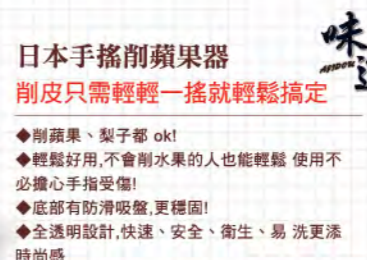 日本手搖削蘋果器
味
削皮只需輕輕一搖就輕鬆搞定
◆削蘋果、梨子都 ok!
◆輕鬆好用,不會削水果的人也能輕鬆 使用不
必擔心手指受傷!
◆底部有防滑吸盤,更穩固!
◆全透明設計,快速、安全、衛生、易 洗更添
時尚感